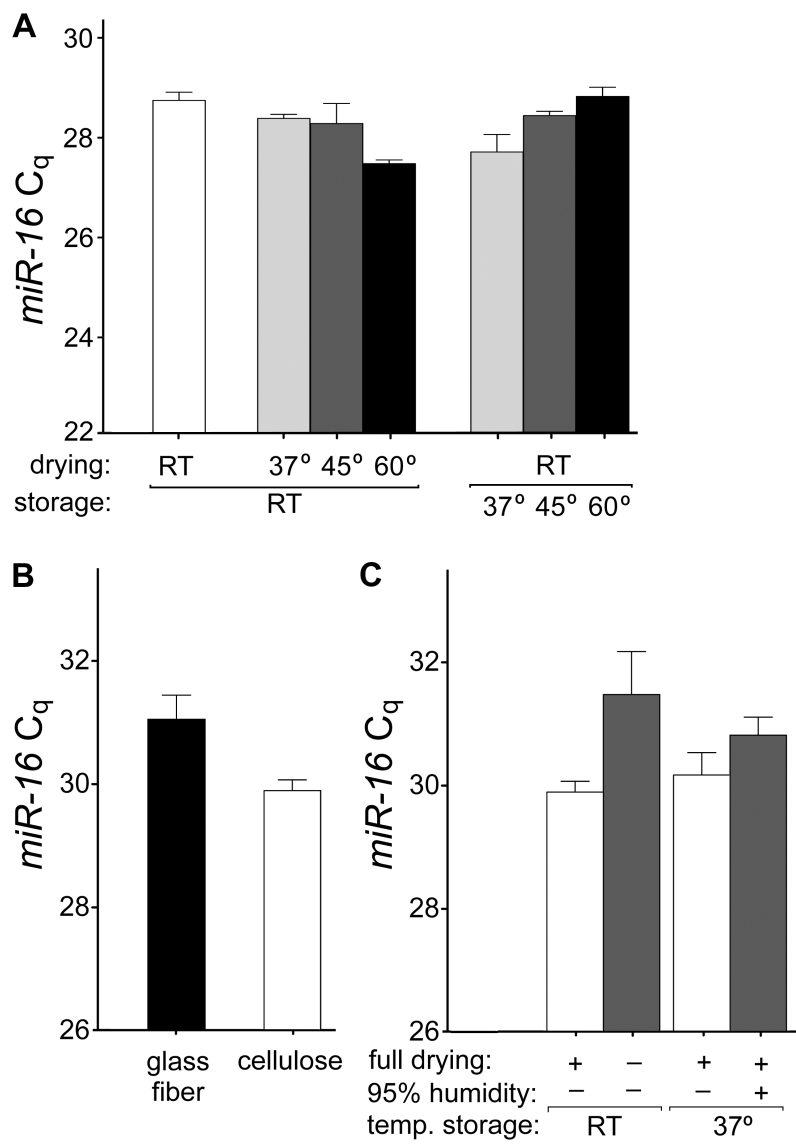 A
30
28
26
24
22
miR-16 Cq
drying: RT 37º 45º 60º RT
storage: RT 37º 45º 60º
B
32
30
28
26
miR-16 Cq
glass fiber
cellulose
C
32
30
28
26
miR-16 Cq
full drying: + − + +
95% humidity: − − − +
temp. storage: RT 37º